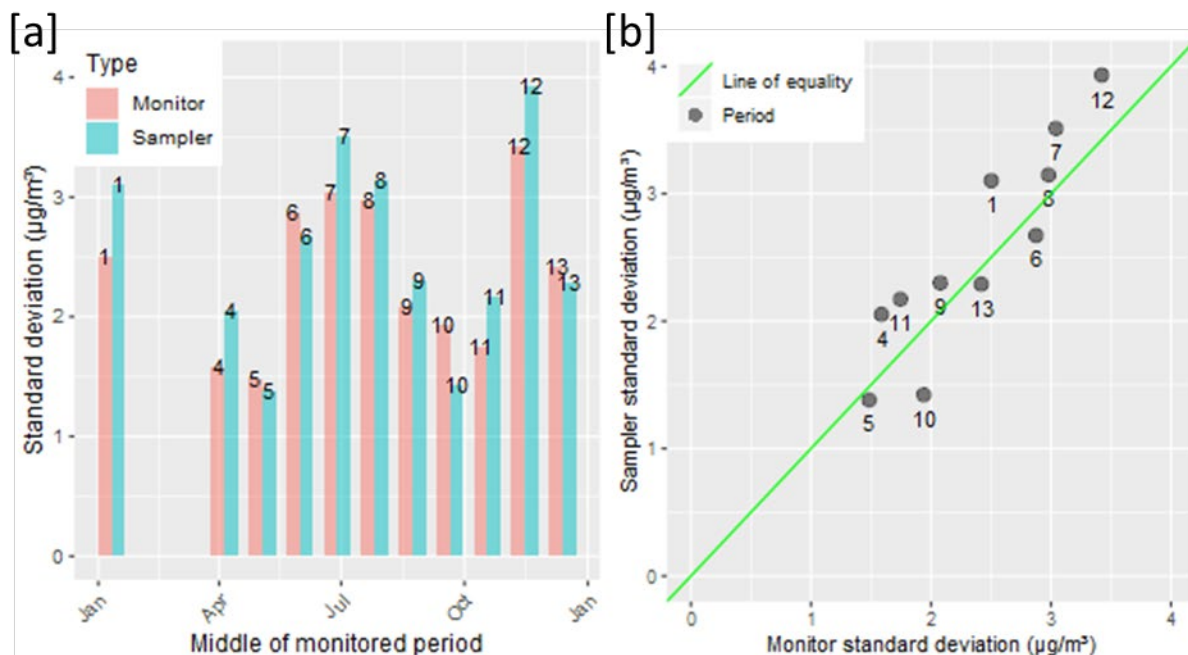 [a]
Type
Monitor
Sampler
Standard deviation (µg/m³)
4
3
2
1
0
1 1 4 4 5 5 6 6 7 7 8 8 9 9 10 10 11 11 12 12 13 13
Jan Apr Jul Oct Jan
Middle of monitored period
[b]
Line of equality
Period
Sampler standard deviation (µg/m³)
4
3
2
1
0
12
7
8
1
6
9
13
11
4
10
5
0 1 2 3 4
Monitor standard deviation (µg/m³)